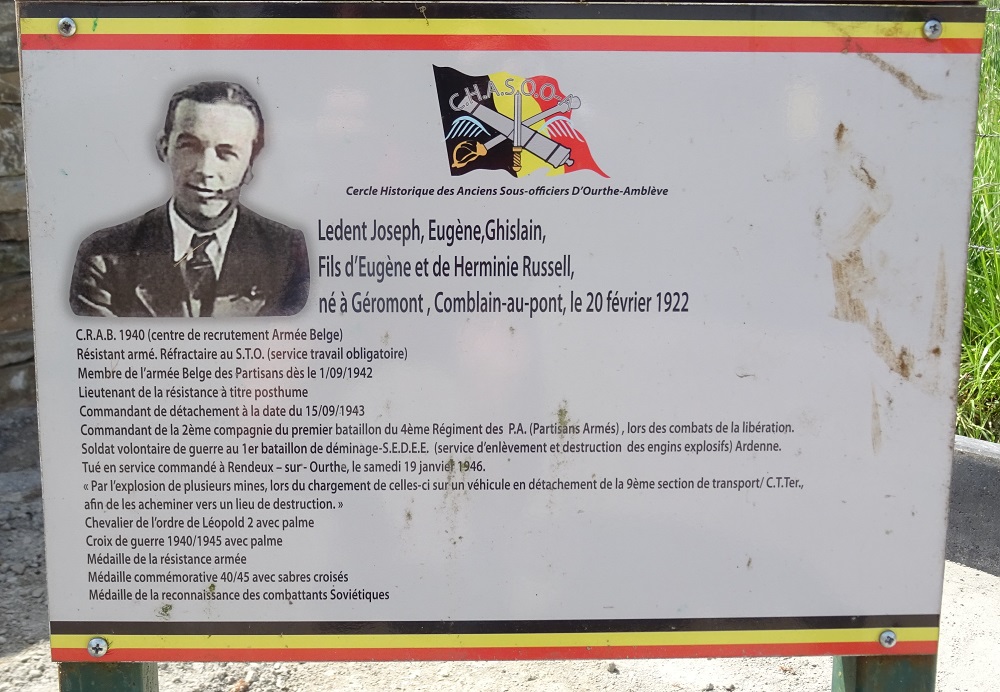 C.H.A.S.O.O-A
Cercle Historique des Anciens Sous-officiers D'Ourthe-Amblève
Ledent Joseph, Eugène,Ghislain,
Fils d'Eugène et de Herminie Russell,
né à Géromont , Comblain-au-pont, le 20 février 1922
C.R.A.B. 1940 (centre de recrutement Armée Belge)
Résistant armé. Réfractaire au S.T.O. (service travail obligatoire)
Membre de l'armée Belge des Partisans dès le 1/09/1942
Lieutenant de la résistance à titre posthume
Commandant de détachement à la date du 15/09/1943
Commandant de la 2ème compagnie du premier bataillon du 4ème Régiment des P.A. (Partisans Armés) , lors des combats de la libération.
Soldat volontaire de guerre au 1er bataillon de déminage-S.E.D.E.E. (service d'enlèvement et destruction des engins explosifs) Ardenne.
Tué en service commandé à Rendeux – sur- Ourthe, le samedi 19 janvier 1946.
« Par l'explosion de plusieurs mines, lors du chargement de celles-ci sur un véhicule en détachement de la 9ème section de transport/ C.T.Ter.,
afin de les acheminer vers un lieu de destruction. »
Chevalier de l'ordre de Léopold 2 avec palme
Croix de guerre 1940/1945 avec palme
Médaille de la résistance armée
Médaille commémorative 40/45 avec sabres croisés
Médaille de la reconnaissance des combattants Soviétiques